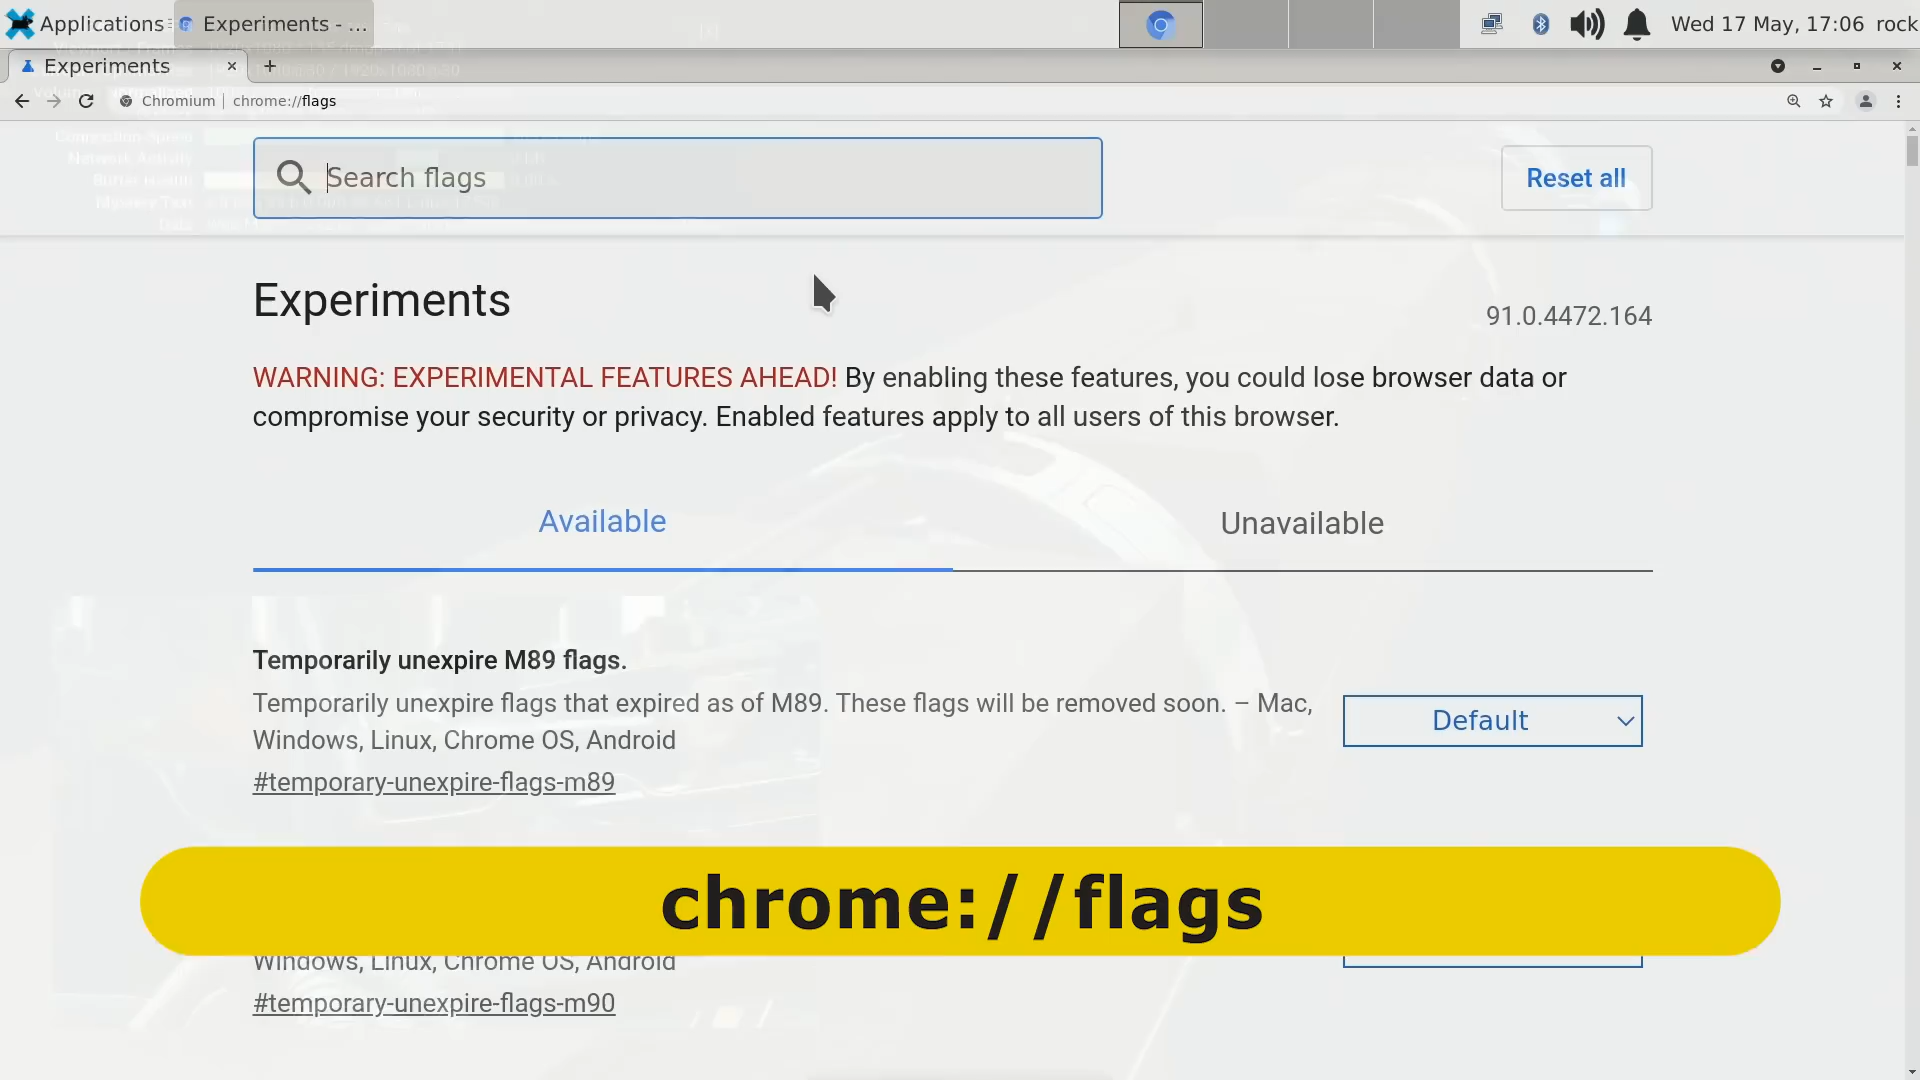 Applications
Experiments - ...
Wed 17 May, 17:06
rock
Experiments
Chromium | chrome://flags
Search flags
Reset all
Experiments
91.0.4472.164
WARNING: EXPERIMENTAL FEATURES AHEAD! By enabling these features, you could lose browser data or
compromise your security or privacy. Enabled features apply to all users of this browser.
Available
Unavailable
Temporarily unexpire M89 flags.
Temporarily unexpire flags that expired as of M89. These flags will be removed soon. – Mac,
Windows, Linux, Chrome OS, Android
#temporary-unexpire-flags-m89
Default
chrome://flags
Windows, Linux, Chrome OS, Android
#temporary-unexpire-flags-m90